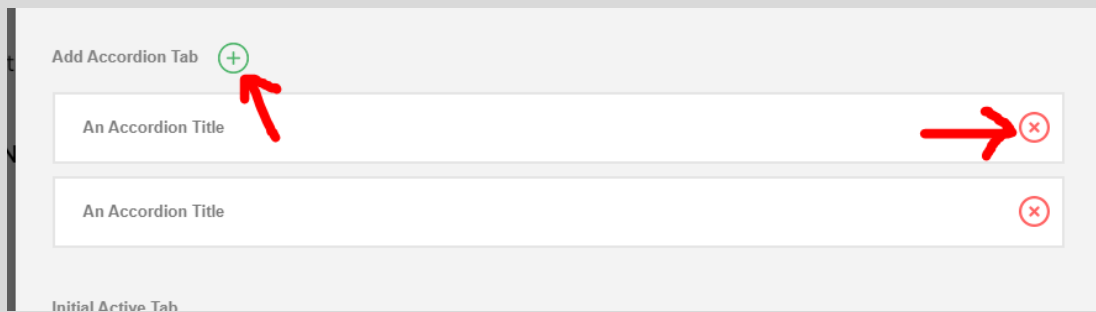 Add Accordion Tab
An Accordion Title
An Accordion Title
Initial Active Tab